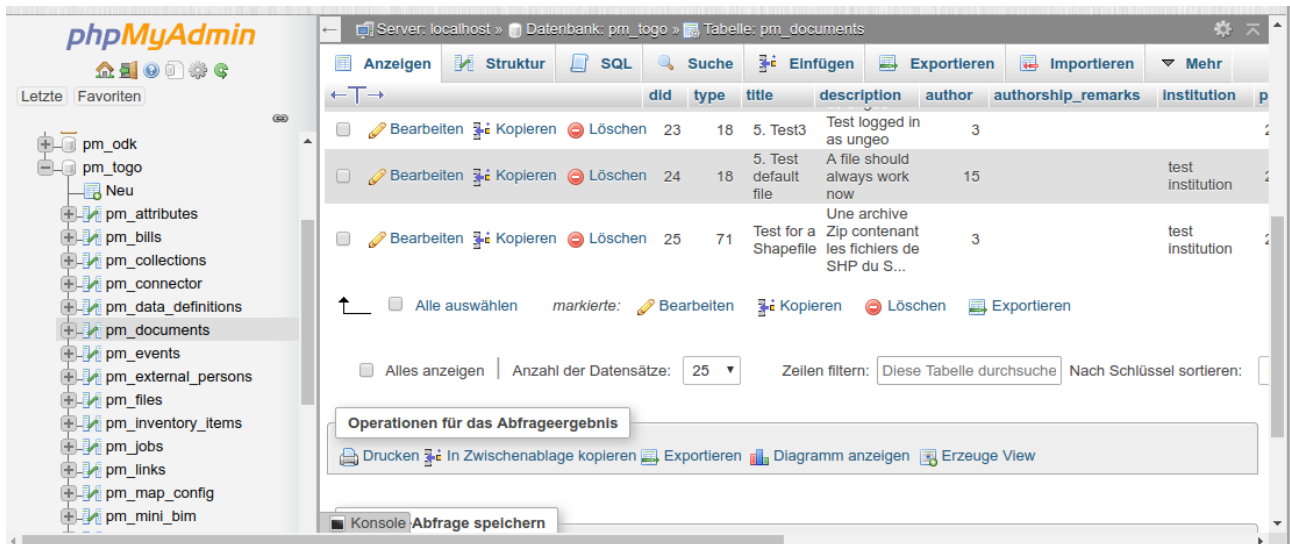 phpMyAdmin
Letzte Favoriten
pm_odk
pm_togo
Neu
pm_attributes
pm_bills
pm_collections
pm_connector
pm_data_definitions
pm_documents
pm_events
pm_external_persons
pm_files
pm_inventory_items
pm_jobs
pm_links
pm_map_config
pm_mini_bim
Server: localhost » Datenbank: pm_togo » Tabelle: pm_documents
Anzeigen Struktur SQL Suche Einfügen Exportieren Importieren Mehr
←T→ did type title description author authorship_remarks institution p
Bearbeiten Kopieren Löschen 23 18 5. Test3 Test logged in as ungeo 3
Bearbeiten Kopieren Löschen 24 18 5. Test default file A file should always work now 15 test institution
Bearbeiten Kopieren Löschen 25 71 Test for a Shapefile Une archive Zip contenant les fichiers de SHP du S... 3 test institution
Alle auswählen markierte: Bearbeiten Kopieren Löschen Exportieren
Alles anzeigen Anzahl der Datensätze: 25 Zeilen filtern: Diese Tabelle durchsuche Nach Schlüssel sortieren:
Operationen für das Abfrageergebnis
Drucken In Zwischenablage kopieren Exportieren Diagramm anzeigen Erzeuge View
Konsole Abfrage speichern